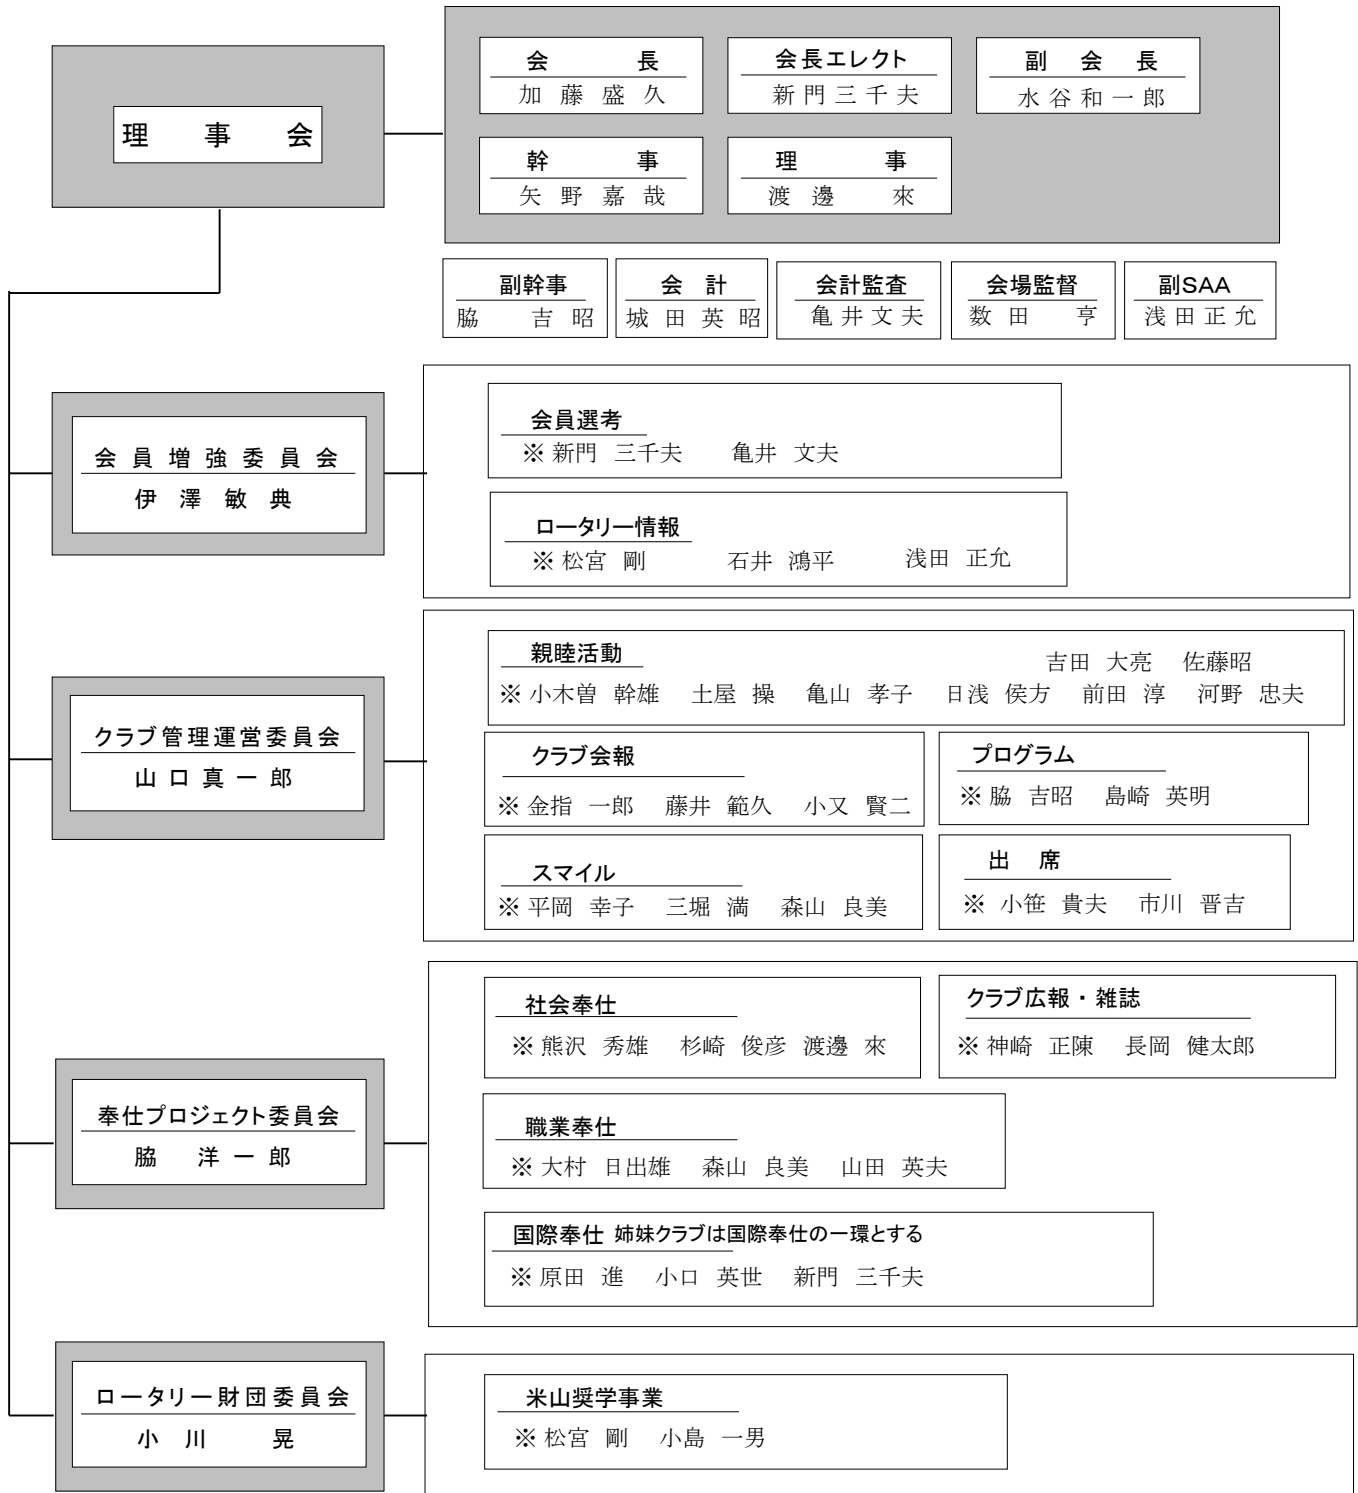 理 事 会
会 長
加 藤 盛 久
会長エレクト
新 門 三 千 夫
副 会 長
水 谷 和 一 郎
幹 事
矢 野 嘉 哉
理 事
渡 邊 來
副幹事
脇 吉 昭
会 計
城 田 英 昭
会計監査
亀 井 文 夫
会場監督
数 田 亨
副SAA
浅 田 正 允
会 員 増 強 委 員 会
伊 澤 敏 典
会員選考
※ 新門 三千夫 亀井 文夫
ロータリー情報
※ 松宮 剛 石井 鴻平 浅田 正允
クラブ管理運営委員会
山 口 真 一 郎
親睦活動
吉田 大亮 佐藤昭
※ 小木曽 幹雄 土屋 操 亀山 孝子 日浅 侯方 前田 淳 河野 忠夫
クラブ会報
※ 金指 一郎 藤井 範久 小又 賢二
プログラム
※ 脇 吉昭 島崎 英明
スマイル
※ 平岡 幸子 三堀 満 森山 良美
出 席
※ 小笹 貴夫 市川 晋吉
奉仕プロジェクト委員会
脇 洋 一 郎
社会奉仕
※ 熊沢 秀雄 杉崎 俊彦 渡邊 來
クラブ広報・雑誌
※ 神崎 正陳 長岡 健太郎
職業奉仕
※ 大村 日出雄 森山 良美 山田 英夫
国際奉仕 姉妹クラブは国際奉仕の一環とする
※ 原田 進 小口 英世 新門 三千夫
ロータリー財団委員会
小 川 晃
米山奨学事業
※ 松宮 剛 小島 一男